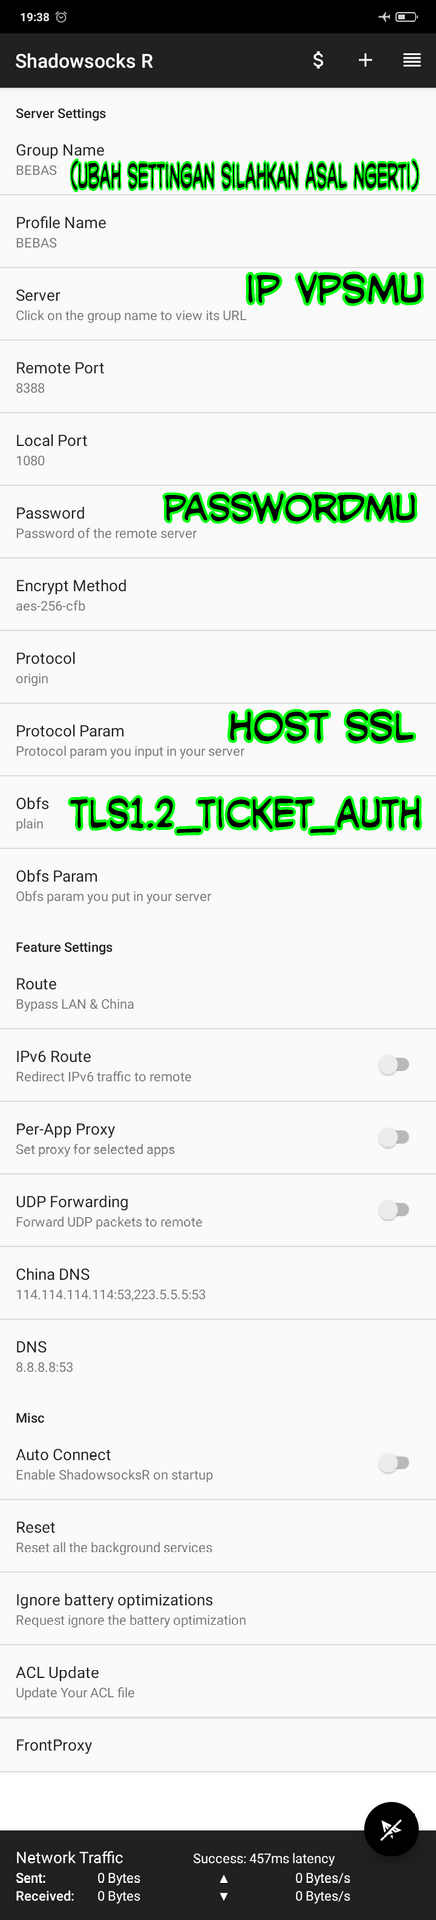 19:38
Shadowsocks R
Server Settings
Group Name
BEBAS
(UBAH SETTINGAN SILAHKAN ASAL NGERTI)
Profile Name
BEBAS
Server
IP VPSMU
Click on the group name to view its URL
Remote Port
8388
Local Port
1080
Password
PASSWORDMU
Password of the remote server
Encrypt Method
aes-256-cfb
Protocol
origin
Protocol Param
HOST SSL
Protocol param you input in your server
Obfs
plain
TLS1.2_TICKET_AUTH
Obfs Param
Obfs param you put in your server
Feature Settings
Route
Bypass LAN & China
IPv6 Route
Redirect IPv6 traffic to remote
Per-App Proxy
Set proxy for selected apps
UDP Forwarding
Forward UDP packets to remote
China DNS
114.114.114.114:53,223.5.5.5:53
DNS
8.8.8.8:53
Misc
Auto Connect
Enable ShadowsocksR on startup
Reset
Reset all the background services
Ignore battery optimizations
Request ignore the battery optimization
ACL Update
Update Your ACL file
FrontProxy
Network Traffic Success: 457ms latency
Sent: 0 Bytes ▲ 0 Bytes/s
Received: 0 Bytes ▼ 0 Bytes/s